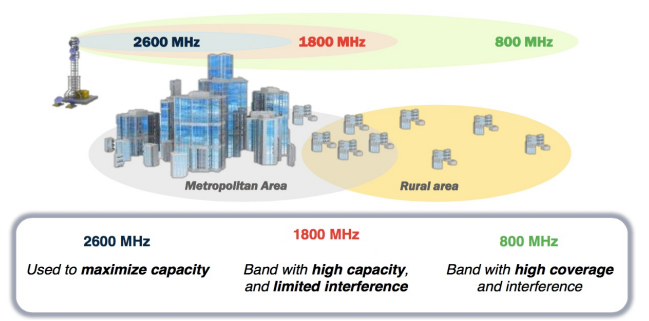 2600 MHz
1800 MHz
800 MHz
Metropolitan Area
Rural area
2600 MHz
Used to maximize capacity
1800 MHz
Band with high capacity,
and limited interference
800 MHz
Band with high coverage
and interference